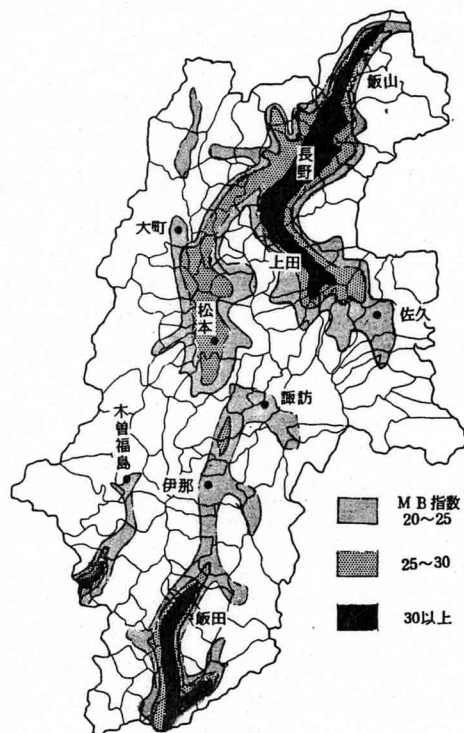 飯山
長野
大町
上田
佐久
松本
諏訪
木曽福島
伊那
飯田
MB指数
20~25
25~30
30以上